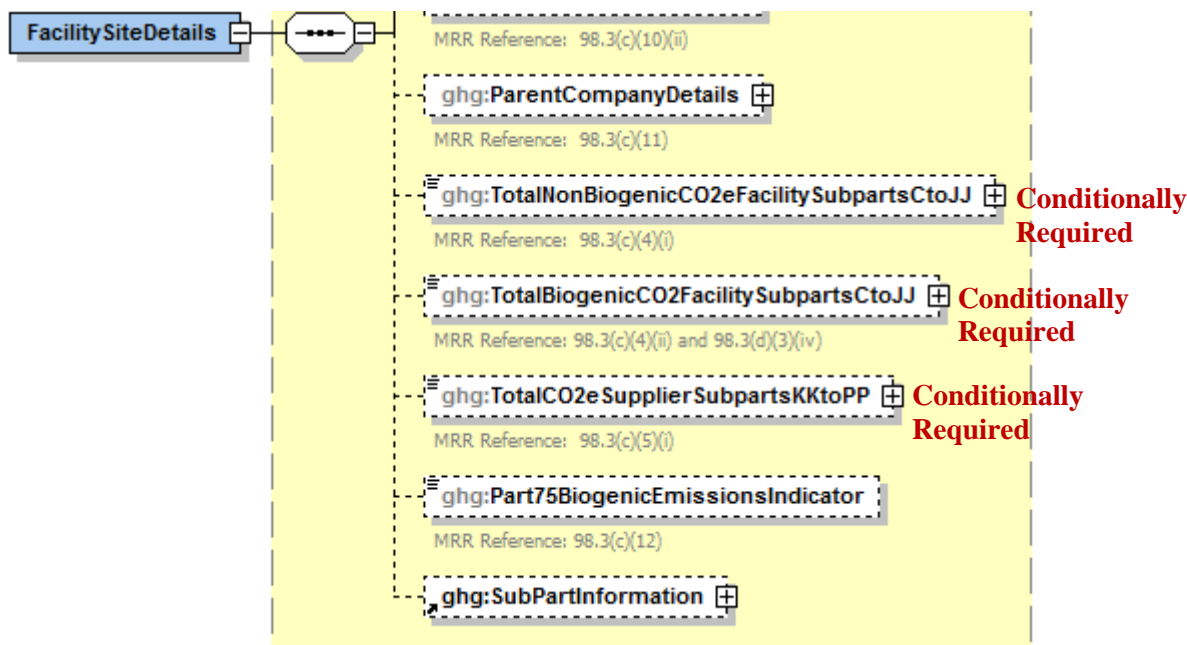 FacilitySiteDetails
MRR Reference:  98.3(c)(10)(ii)
ghg:ParentCompanyDetails
MRR Reference:  98.3(c)(11)
ghg:TotalNonBiogenicCO2eFacilitySubpartsCtoJJ
Conditionally
Required
MRR Reference:  98.3(c)(4)(i)
ghg:TotalBiogenicCO2FacilitySubpartsCtoJJ
Conditionally
Required
MRR Reference: 98.3(c)(4)(ii) and 98.3(d)(3)(iv)
ghg:TotalCO2eSupplierSubpartsKKtoPP
Conditionally
Required
MRR Reference:  98.3(c)(5)(i)
ghg:Part75BiogenicEmissionsIndicator
MRR Reference: 98.3(c)(12)
ghg:SubPartInformation